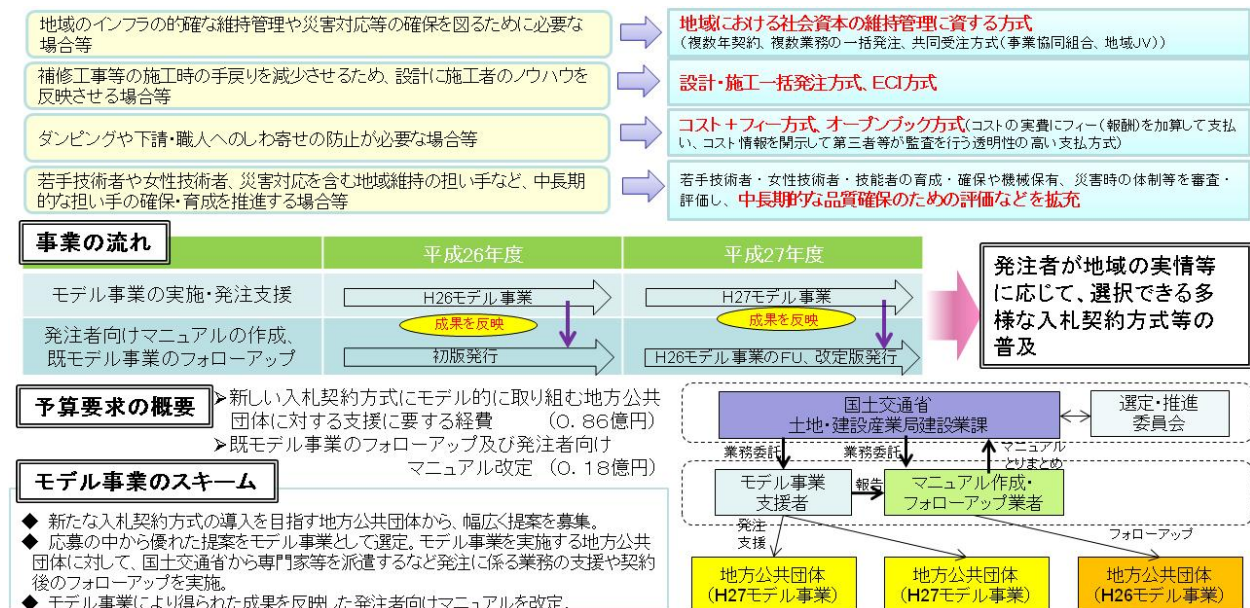 地域のインフラの的確な維持管理や災害対応等の確保を図るために必要な
場合等
地域における社会資本の維持管理に資する方式
(複数年契約、複数業務の一括発注、共同受注方式(事業協同組合、地域JV))
補修工事等の施工時の手戻りを減少させるため、設計に施工者のノウハウを
反映させる場合等
設計・施工一括発注方式、ECI方式
ダンピングや下請・職人へのしわ寄せの防止が必要な場合等
コスト+フィー方式、オープンブック方式(コストの実費にフィー(報酬)を加算して支払
い、コスト情報を開示して第三者等が監査を行う透明性の高い支払方式)
若手技術者や女性技術者、災害対応を含む地域維持の担い手など、中長期
的な担い手の確保・育成を推進する場合等
若手技術者・女性技術者・技能者の育成・確保や機械保有、災害時の体制等を審査・
評価し、中長期的な品質確保のための評価などを拡充
事業の流れ
平成26年度
平成27年度
モデル事業の実施・発注支援
H26モデル事業
H27モデル事業
成果を反映
成果を反映
発注者向けマニュアルの作成、
既モデル事業のフォローアップ
初版発行
H26モデル事業のFU、改定版発行
発注者が地域の実情等
に応じて、選択できる多
様な入札契約方式等の
普及
予算要求の概要
➢新しい入札契約方式にモデル的に取り組む地方公共
団体に対する支援に要する経費 (0.86億円)
➢既モデル事業のフォローアップ及び発注者向け
マニュアル改定 (0.18億円)
モデル事業のスキーム
◆ 新たな入札契約方式の導入を目指す地方公共団体から、幅広く提案を募集。
◆ 応募の中から優れた提案をモデル事業として選定。モデル事業を実施する地方公共
団体に対して、国土交通省から専門家等を派遣するなど発注に係る業務の支援や契約
後のフォローアップを実施。
◆ モデル事業により得られた成果を反映した発注者向けマニュアルを改定。
国土交通省
土地・建設産業局建設業課
選定・推進
委員会
業務委託
業務委託
マニュアル
とりまとめ
モデル事業
支援者
報告
マニュアル作成・
フォローアップ業者
発注
支援
フォローアップ
地方公共団体
(H27モデル事業)
地方公共団体
(H27モデル事業)
地方公共団体
(H26モデル事業)